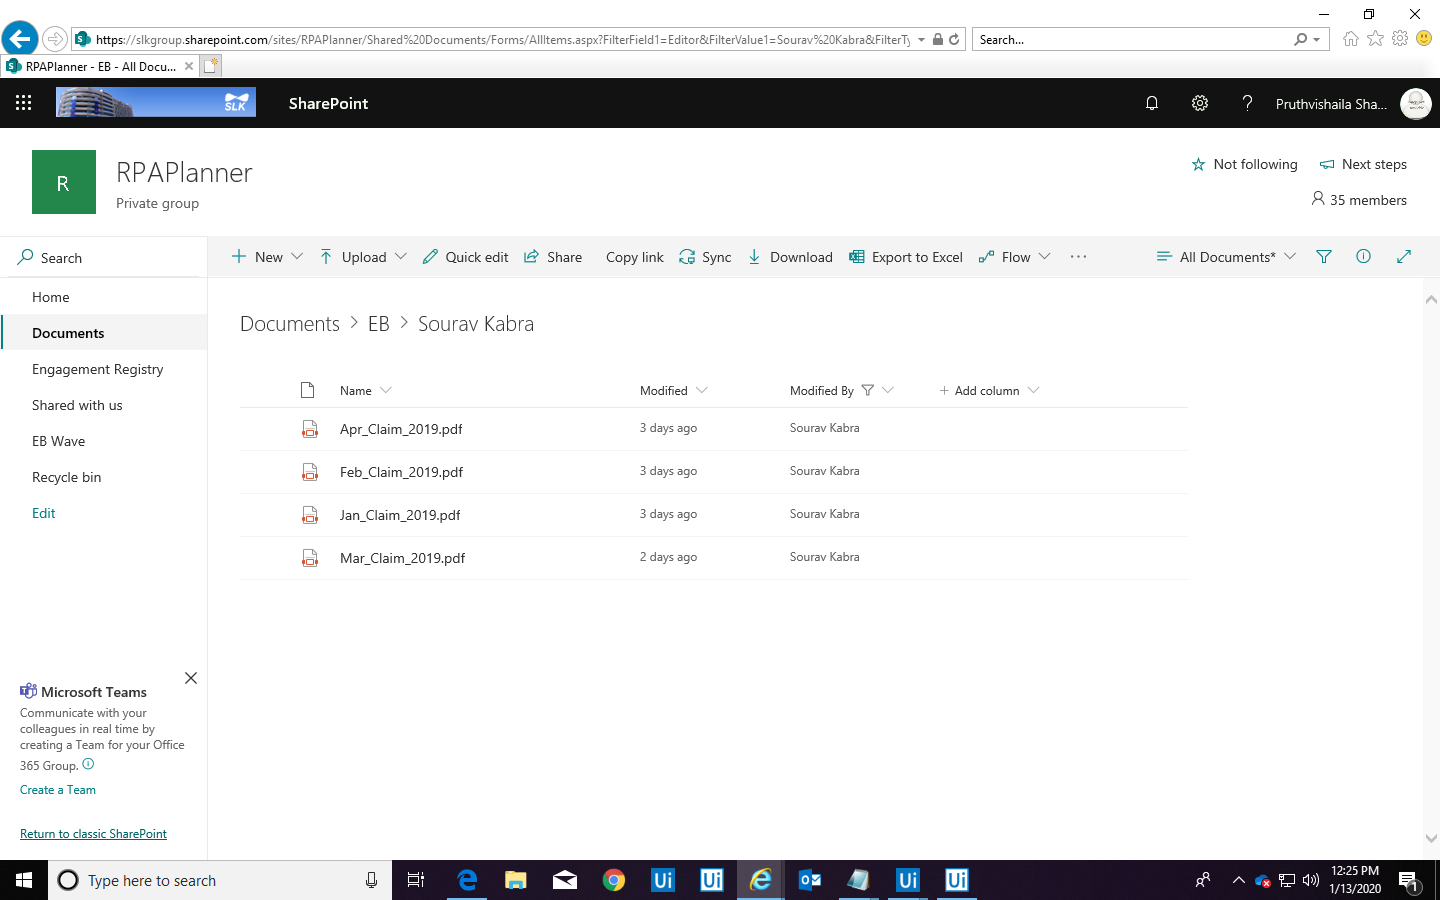 https://slkgroup.sharepoint.com/sites/RPAPlanner/Shared%20Documents/Forms/AllItems.aspx?FilterField1=Editor&FilterValue1=Sourav%20Kabra&FilterTy
Search...
RPAPlanner - EB - All Docu...
SLK
SharePoint
Pruthvishaila Sha...
R
RPAPlanner
Private group
Not following
Next steps
35 members
Search
New
Upload
Quick edit
Share
Copy link
Sync
Download
Export to Excel
Flow
All Documents*
Home
Documents
Engagement Registry
Shared with us
EB Wave
Recycle bin
Edit
Documents > EB > Sourav Kabra
Name Modified Modified By + Add column
Apr_Claim_2019.pdf 3 days ago Sourav Kabra
Feb_Claim_2019.pdf 3 days ago Sourav Kabra
Jan_Claim_2019.pdf 3 days ago Sourav Kabra
Mar_Claim_2019.pdf 2 days ago Sourav Kabra
Microsoft Teams
Communicate with your
colleagues in real time by
creating a Team for your Office
365 Group.
Create a Team
Return to classic SharePoint
Type here to search
Ui
Ui
Ui
Ui
12:25 PM
1/13/2020
1